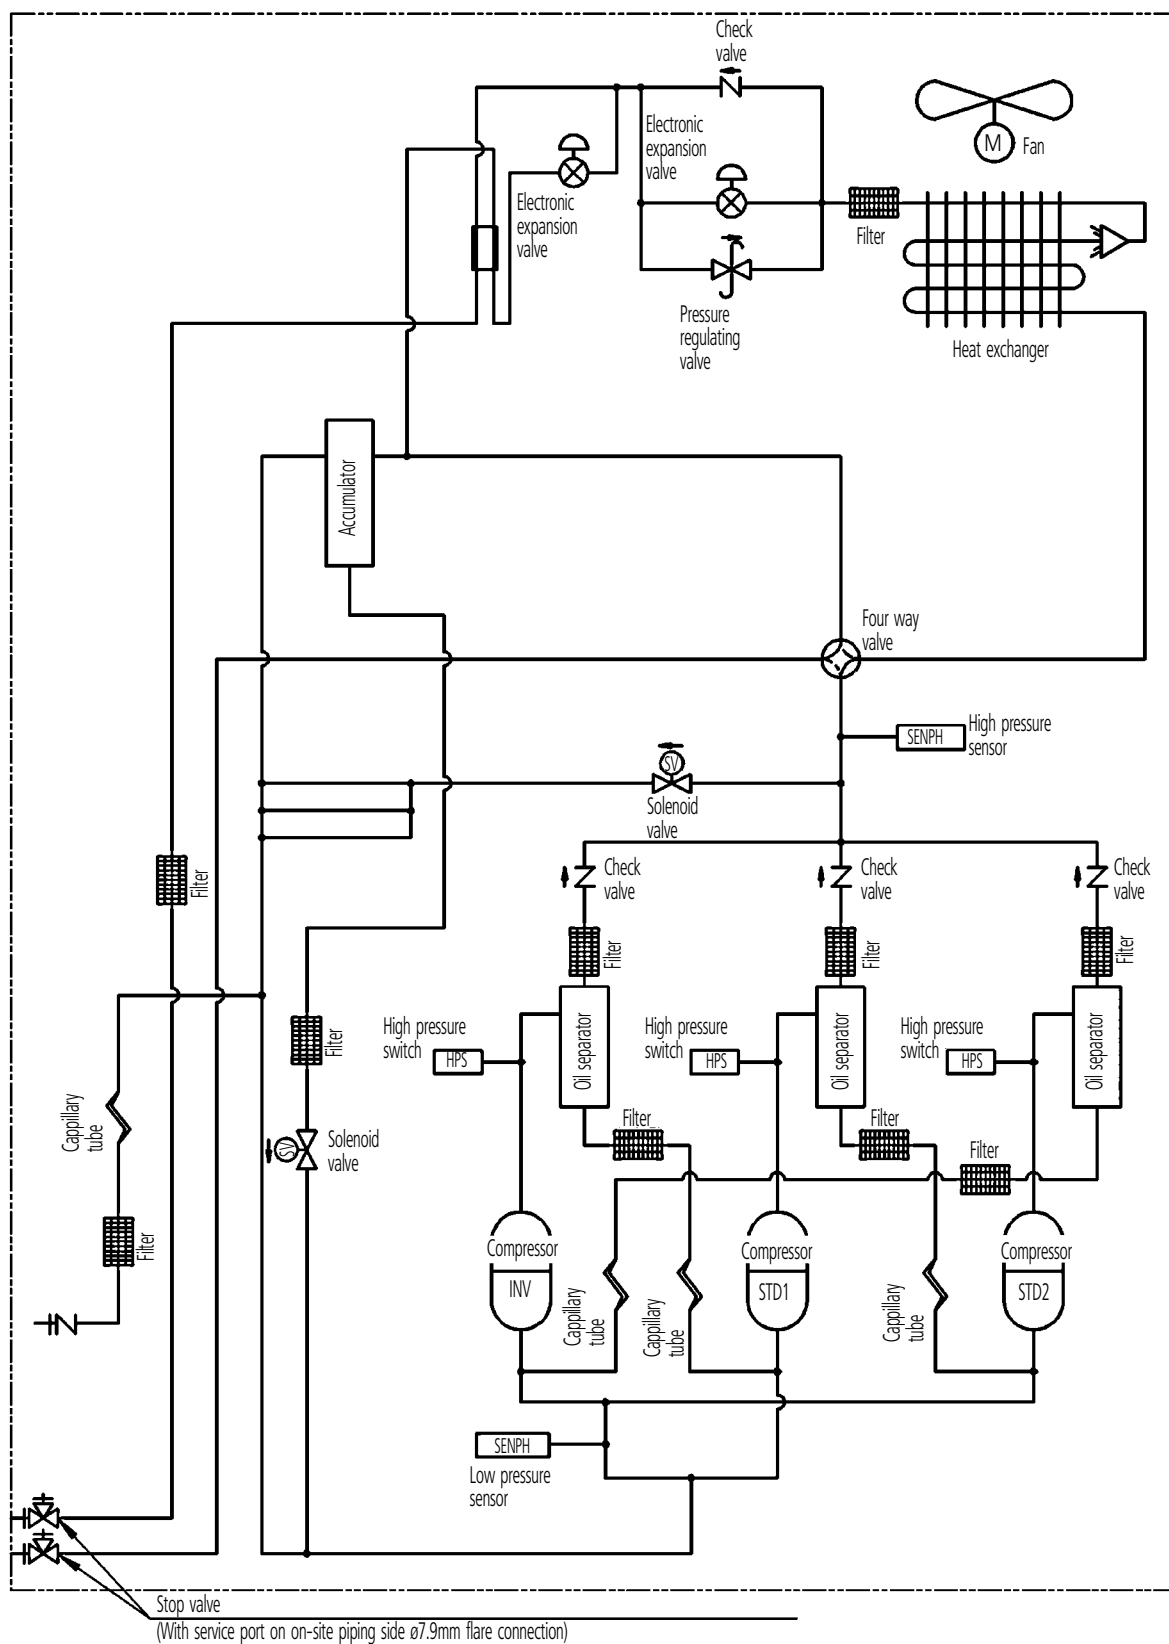 Check
valve
Electronic
expansion
valve
M
Fan
Electronic
expansion
valve
Filter
Pressure
regulating
valve
Heat exchanger
Accumulator
Four way
valve
SENPH
High pressure
sensor
SV
Solenoid
valve
Check
valve
Check
valve
Check
valve
Filter
Filter
Filter
Filter
High pressure
switch
HPS
Oil separator
High pressure
switch
HPS
Oil separator
High pressure
switch
HPS
Oil separator
Filter
Cappillary
tube
SV
Solenoid
valve
Filter
Filter
Filter
Filter
Compressor
INV
Compressor
STD1
Compressor
STD2
Cappillary
tube
Cappillary
tube
Cappillary
tube
SENPH
Low pressure
sensor
Stop valve
(With service port on on-site piping side ø7.9mm flare connection)